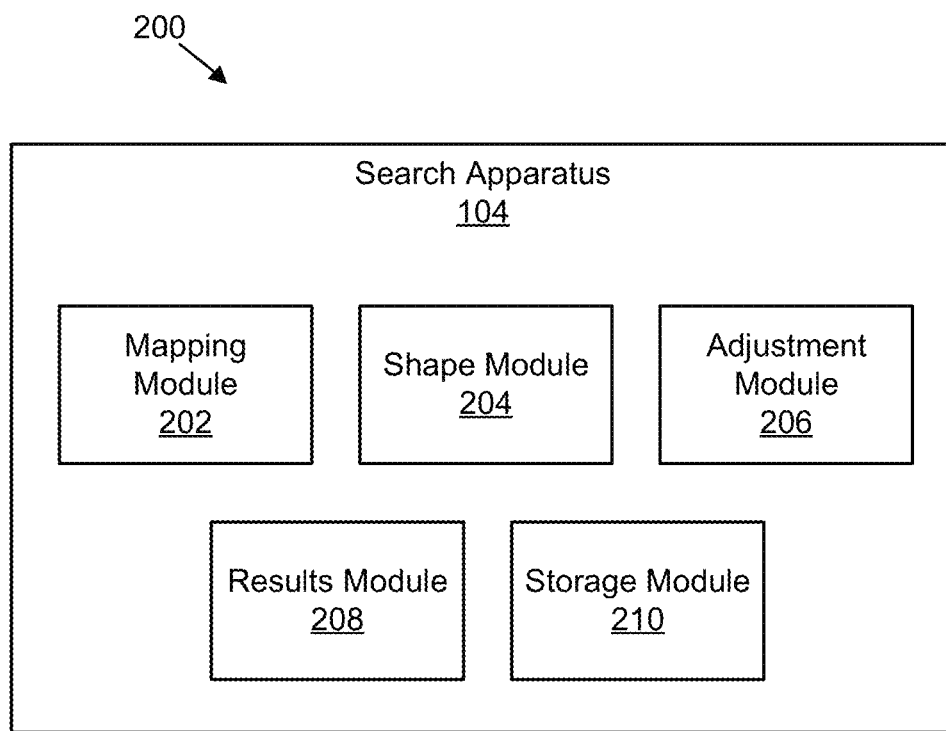 200
Search Apparatus
104
Mapping
Module
202
Shape Module
204
Adjustment
Module
206
Results Module
208
Storage Module
210